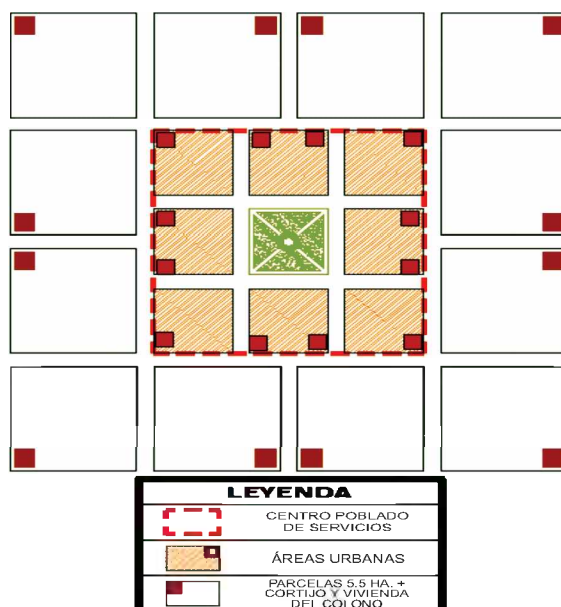 LEYENDA
CENTRO POBLADO
DE SERVICIOS
ÁREAS URBANAS
PARCELAS 5.5 HA. +
CORTIJO Y VIVIENDA
DEL COLONO